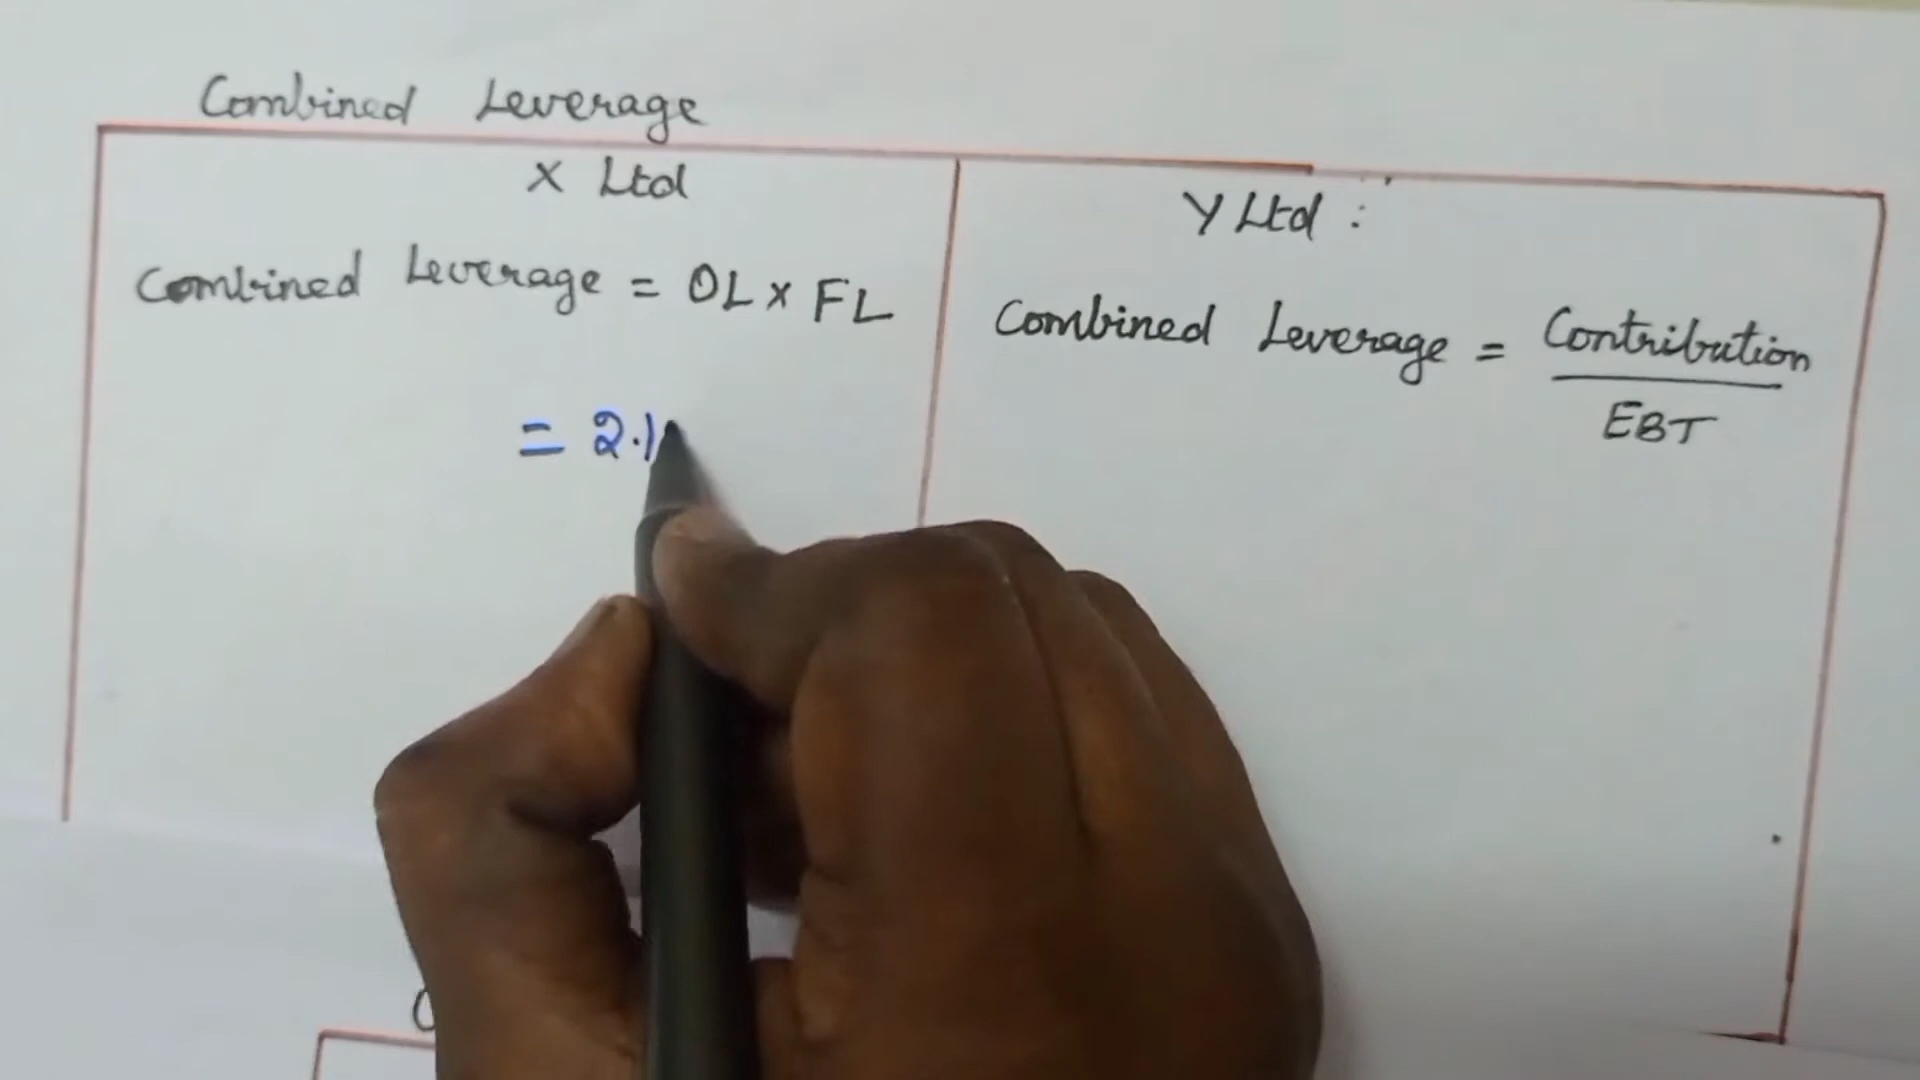 Combined Leverage
X Ltd
Combined Leverage = OL x FL
= 2.1
Y Ltd :
Combined Leverage = Contribution
EBT